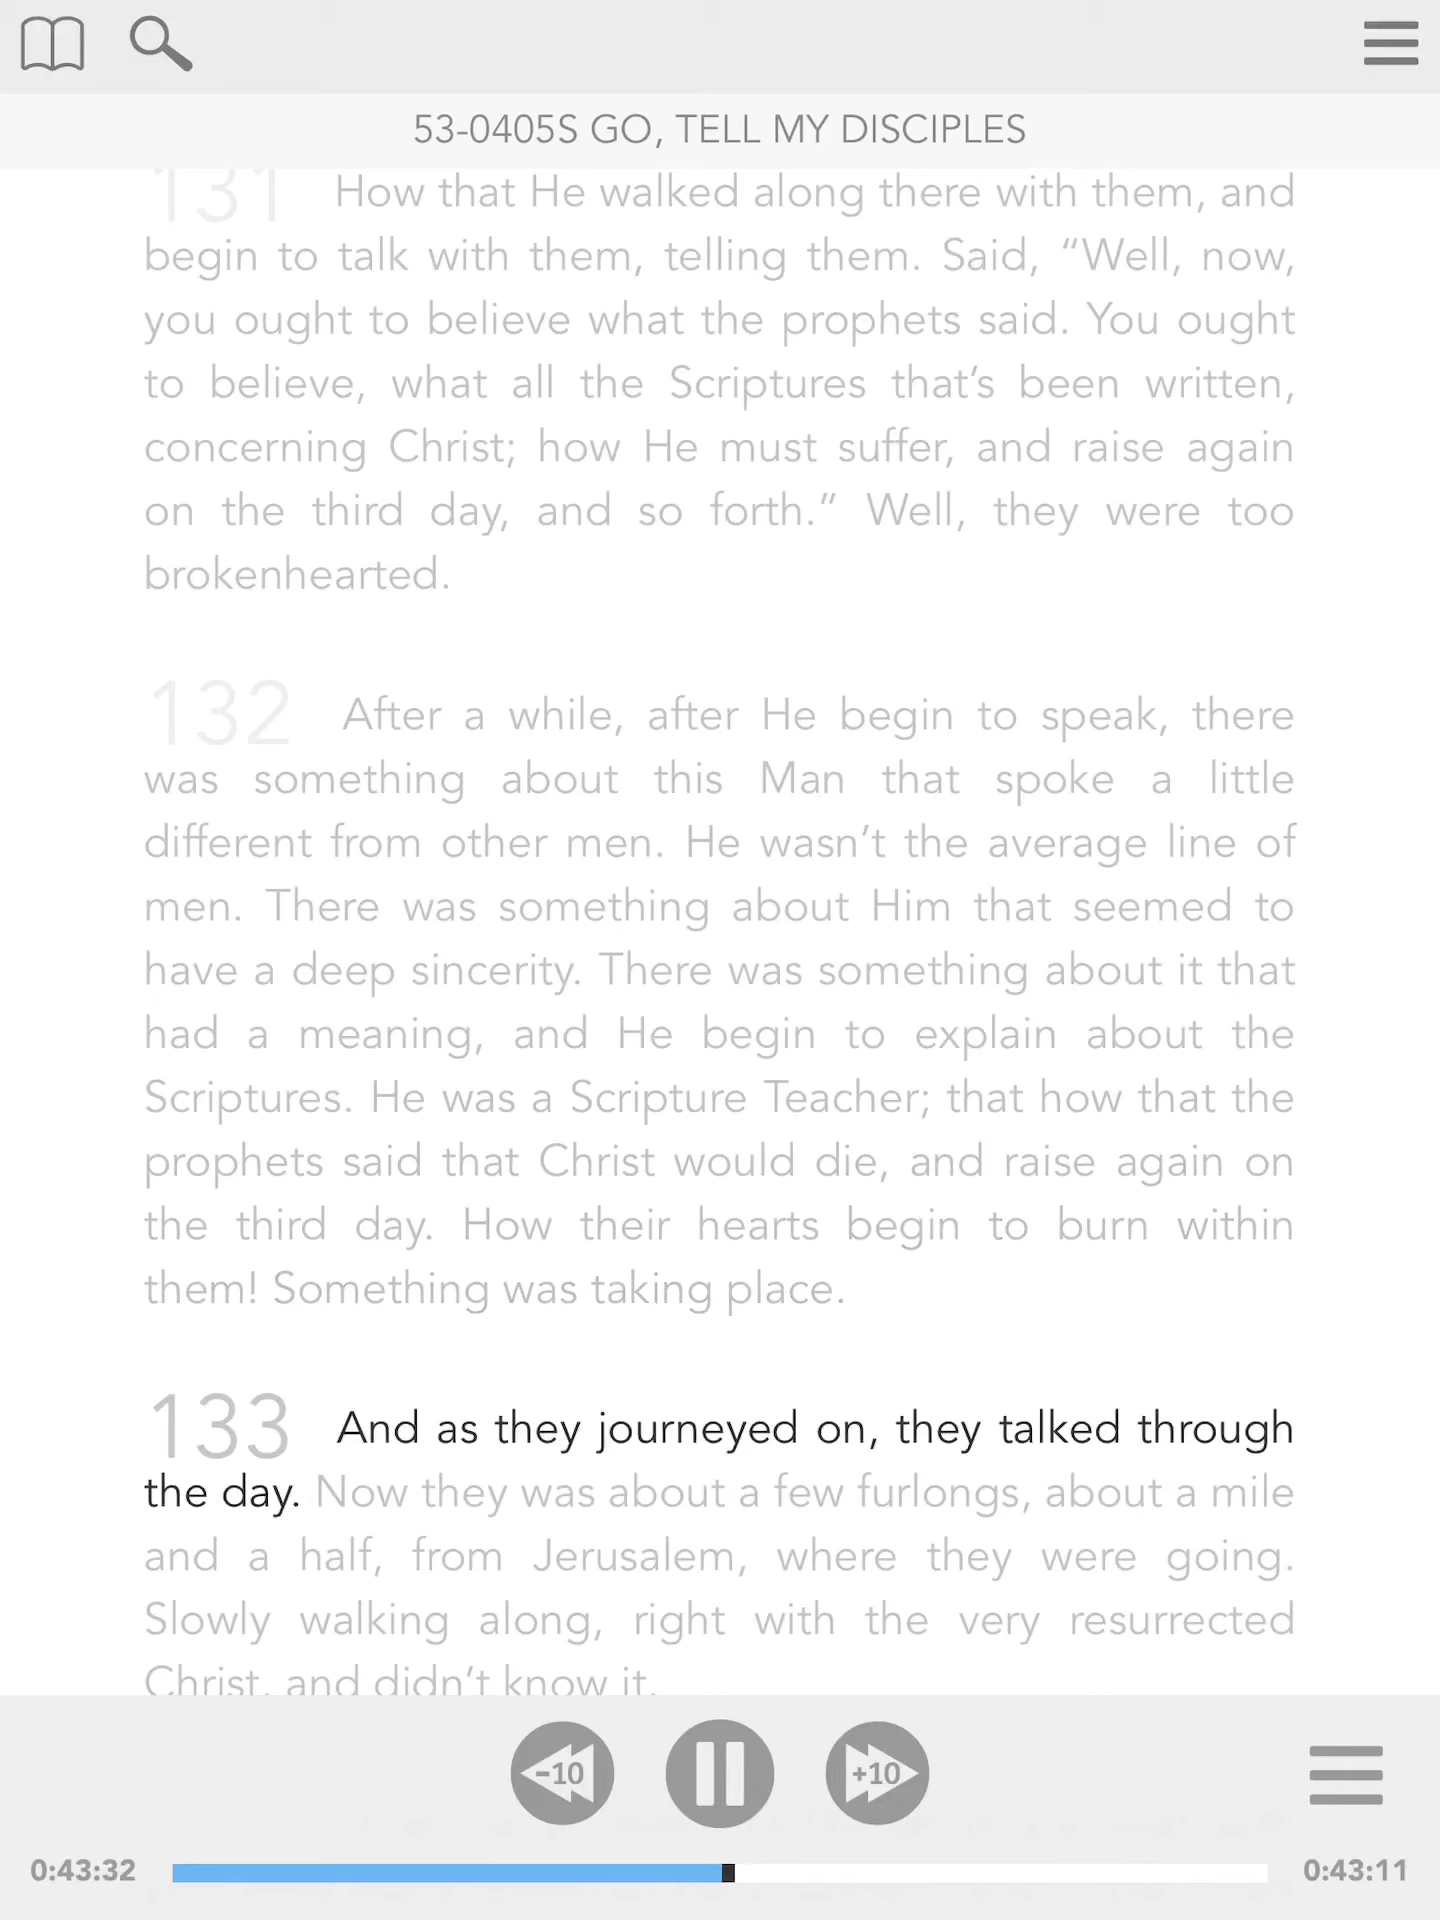 53-0405S GO, TELL MY DISCIPLES
131 How that He walked along there with them, and
begin to talk with them, telling them. Said, “Well, now,
you ought to believe what the prophets said. You ought
to believe, what all the Scriptures that’s been written,
concerning Christ; how He must suffer, and raise again
on the third day, and so forth.” Well, they were too
brokenhearted.
132 After a while, after He begin to speak, there
was something about this Man that spoke a little
different from other men. He wasn’t the average line of
men. There was something about Him that seemed to
have a deep sincerity. There was something about it that
had a meaning, and He begin to explain about the
Scriptures. He was a Scripture Teacher; that how that the
prophets said that Christ would die, and raise again on
the third day. How their hearts begin to burn within
them! Something was taking place.
133 And as they journeyed on, they talked through
the day. Now they was about a few furlongs, about a mile
and a half, from Jerusalem, where they were going.
Slowly walking along, right with the very resurrected
Christ, and didn’t know it.
-10 +10
0:43:32 0:43:11